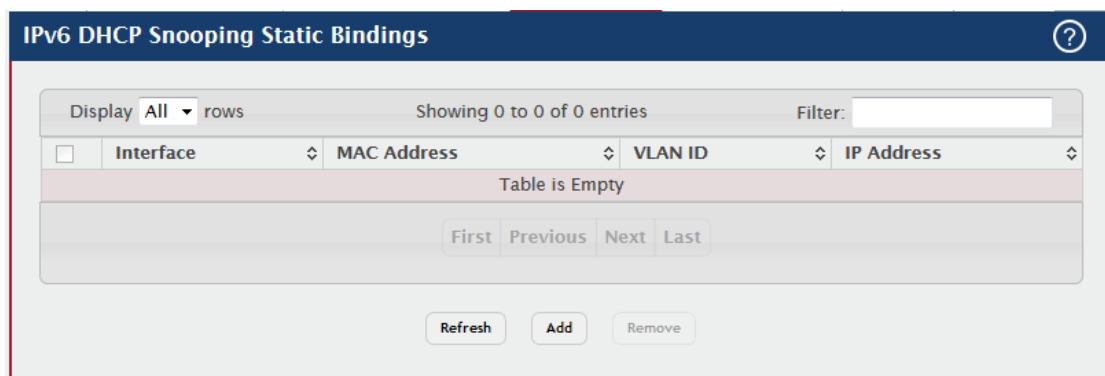 IPv6 DHCP Snooping Static Bindings ?
Display All rows Showing 0 to 0 of 0 entries Filter:
Interface MAC Address VLAN ID IP Address
Table is Empty
First Previous Next Last
Refresh Add Remove